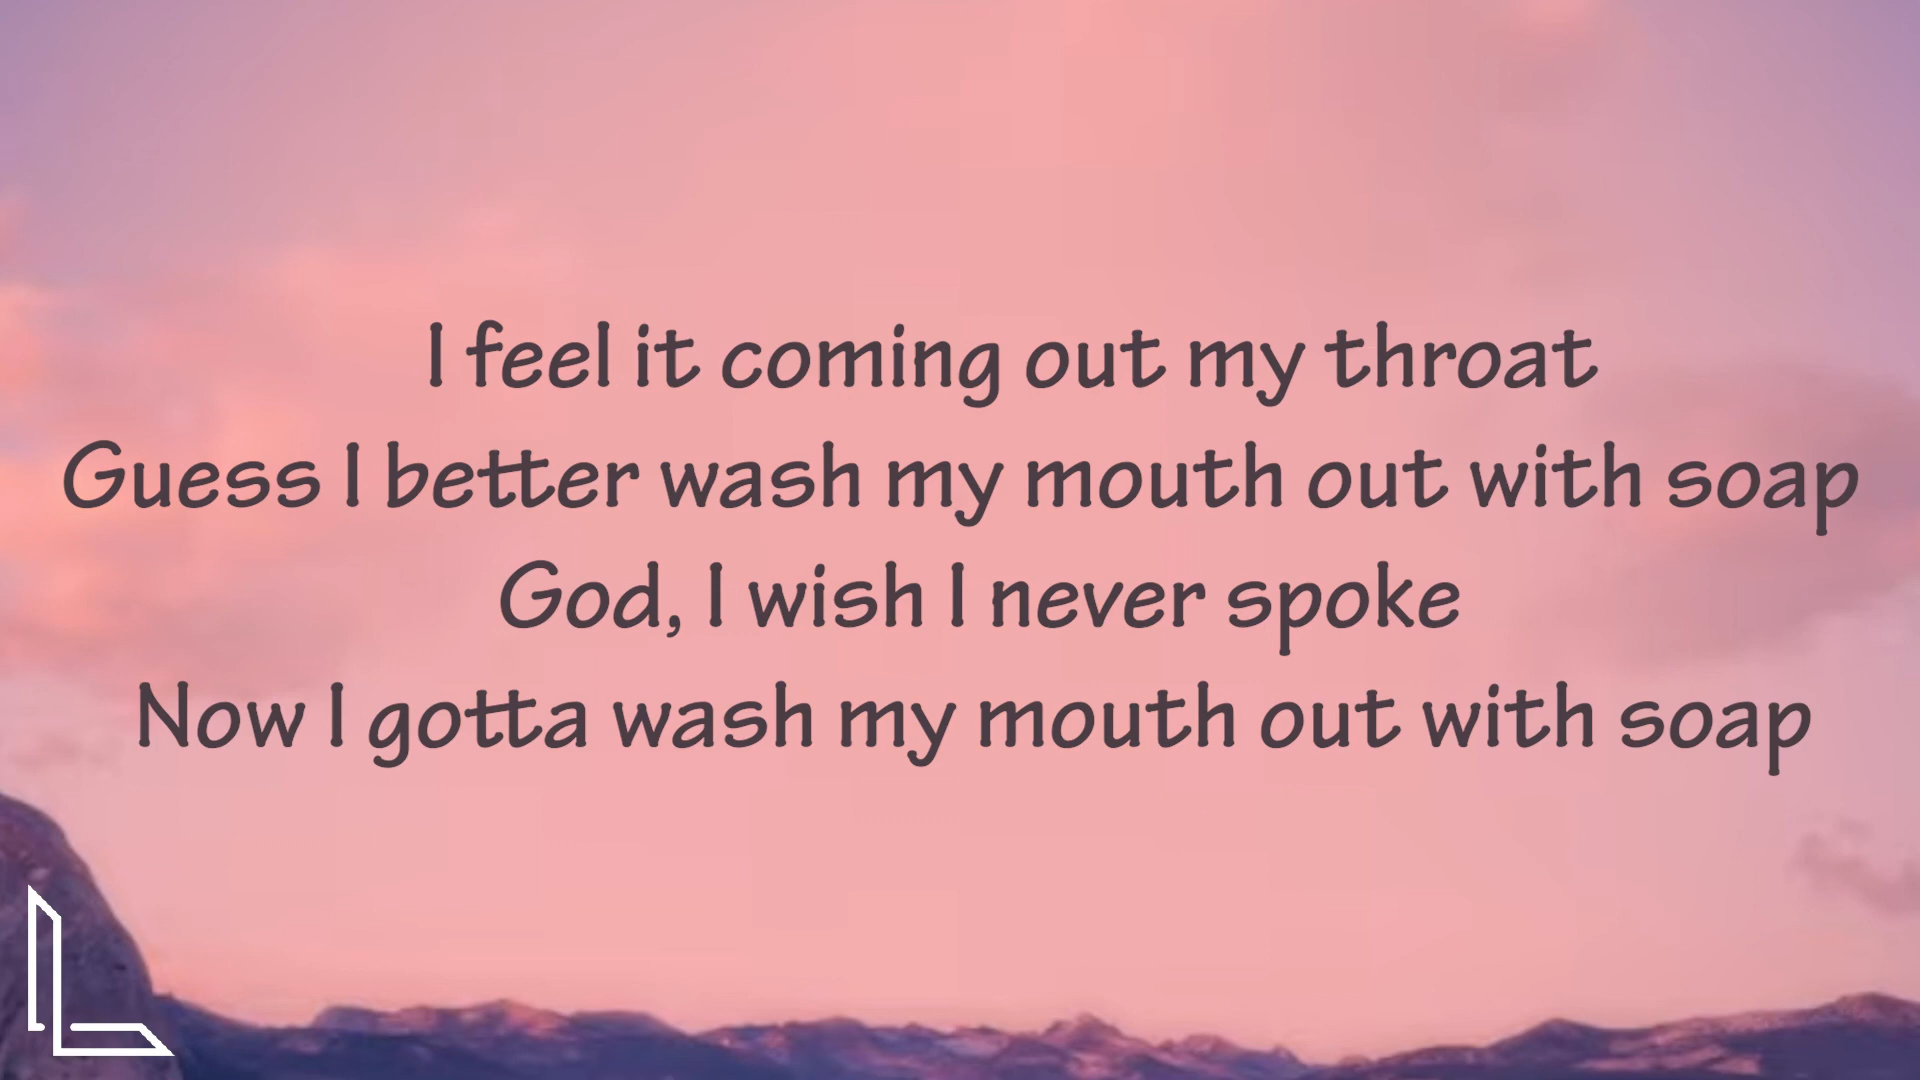 I feel it coming out my throat
Guess I better wash my mouth out with soap
God, I wish I never spoke
Now I gotta wash my mouth out with soap